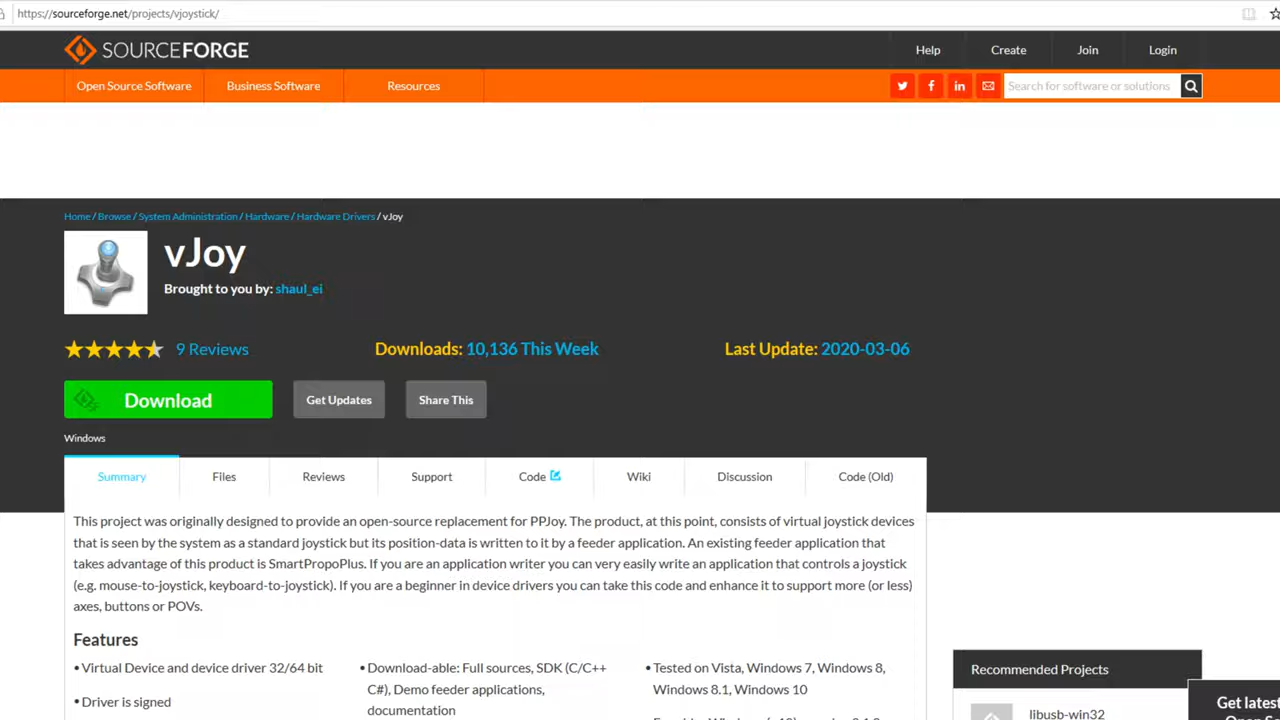 https://sourceforge.net/projects/vjoystick/
SOURCEFORGE
Help
Create
Join
Login
Open Source Software
Business Software
Resources
Search for software or solutions
Home / Browse / System Administration / Hardware / Hardware Drivers / vJoy
vJoy
Brought to you by: shaul_ei
9 Reviews
Downloads: 10,136 This Week
Last Update: 2020-03-06
Download
Get Updates
Share This
Windows
Summary
Files
Reviews
Support
Code
Wiki
Discussion
Code (Old)
This project was originally designed to provide an open-source replacement for PPJoy. The product, at this point, consists of virtual joystick devices
that is seen by the system as a standard joystick but its position-data is written to it by a feeder application. An existing feeder application that
takes advantage of this product is SmartPropoPlus. If you are an application writer you can very easily write an application that controls a joystick
(e.g. mouse-to-joystick, keyboard-to-joystick). If you are a beginner in device drivers you can take this code and enhance it to support more (or less)
axes, buttons or POVs.
Features
• Virtual Device and device driver 32/64 bit
• Driver is signed
• Download-able: Full sources, SDK (C/C++
C#), Demo feeder applications,
documentation
• Tested on Vista, Windows 7, Windows 8,
Windows 8.1, Windows 10
Recommended Projects
libusb-win32
Get latest